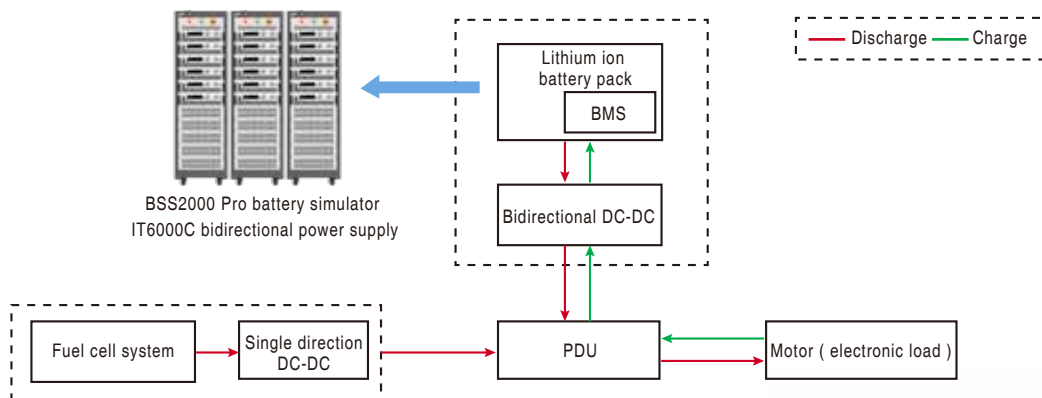 Discharge
Charge
Lithium ion
battery pack
BMS
BSS2000 Pro battery simulator
IT6000C bidirectional power supply
Bidirectional DC-DC
Fuel cell system
Single direction
DC-DC
PDU
Motor ( electronic load )